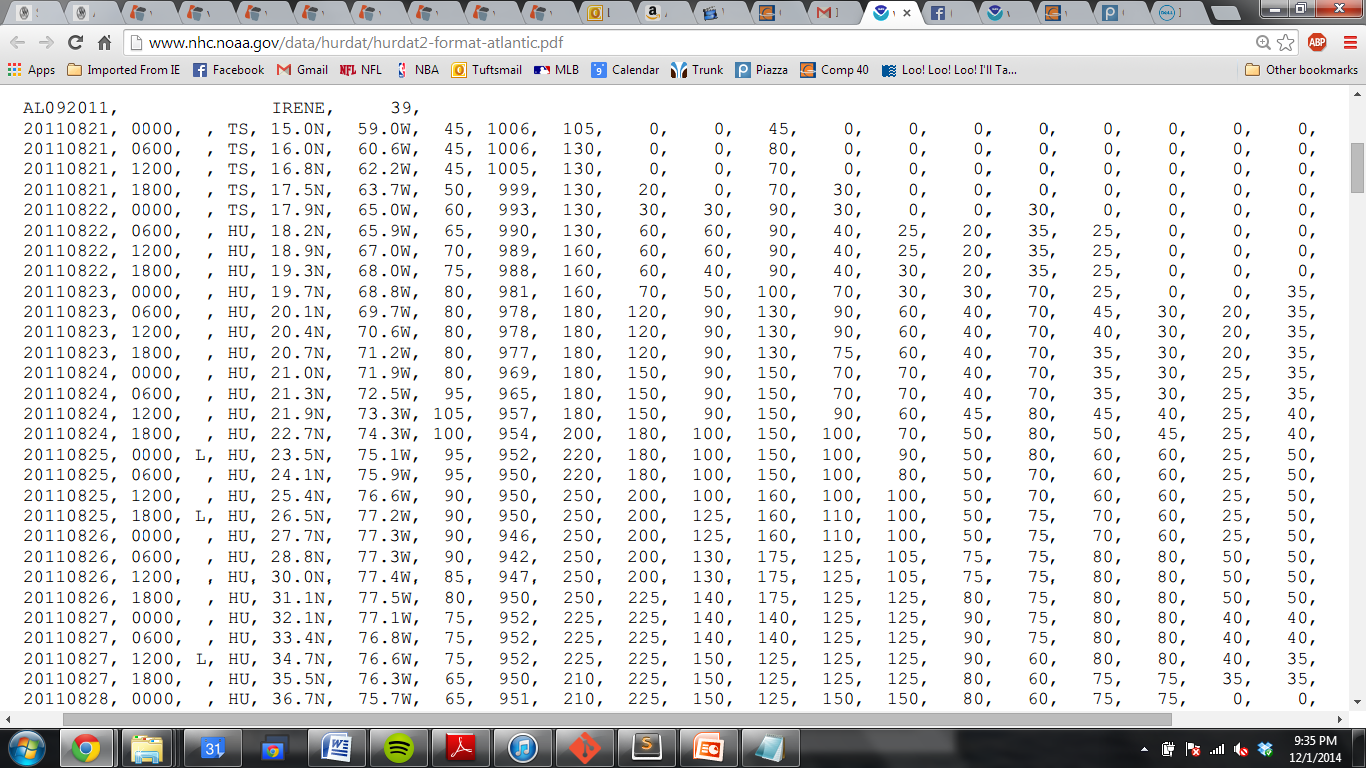 www.nhc.noaa.gov/data/hurdat/hurdat2-format-atlantic.pdf
ABP
Apps Imported From IE Facebook Gmail NFL NFL NBA Tuftsmail MLB 9 Calendar Trunk Piazza Comp 40 Loo! Loo! Loo! I'll Ta... Other bookmarks
AL092011, IRENE, 39,
20110821, 0000, , TS, 15.0N, 59.0W, 45, 1006, 105, 0, 0, 45, 0, 0, 0, 0, 0, 0, 0, 0,
20110821, 0600, , TS, 16.0N, 60.6W, 45, 1006, 130, 0, 0, 80, 0, 0, 0, 0, 0, 0, 0, 0,
20110821, 1200, , TS, 16.8N, 62.2W, 45, 1005, 130, 0, 0, 70, 0, 0, 0, 0, 0, 0, 0, 0,
20110821, 1800, , TS, 17.5N, 63.7W, 50, 999, 130, 20, 0, 70, 30, 0, 0, 0, 0, 0, 0, 0,
20110822, 0000, , TS, 17.9N, 65.0W, 60, 993, 130, 30, 30, 90, 30, 0, 0, 30, 0, 0, 0, 0,
20110822, 0600, , HU, 18.2N, 65.9W, 65, 990, 130, 60, 60, 90, 40, 25, 20, 35, 25, 0, 0, 0,
20110822, 1200, , HU, 18.9N, 67.0W, 70, 989, 160, 60, 60, 90, 40, 25, 20, 35, 25, 0, 0, 0,
20110822, 1800, , HU, 19.3N, 68.0W, 75, 988, 160, 60, 40, 90, 40, 30, 20, 35, 25, 0, 0, 0,
20110823, 0000, , HU, 19.7N, 68.8W, 80, 981, 160, 70, 50, 100, 70, 30, 30, 70, 25, 0, 0, 35,
20110823, 0600, , HU, 20.1N, 69.7W, 80, 978, 180, 120, 90, 130, 90, 60, 40, 70, 45, 30, 20, 35,
20110823, 1200, , HU, 20.4N, 70.6W, 80, 978, 180, 120, 90, 130, 90, 60, 40, 70, 40, 30, 20, 35,
20110823, 1800, , HU, 20.7N, 71.2W, 80, 977, 180, 120, 90, 130, 75, 60, 40, 70, 35, 30, 20, 35,
20110824, 0000, , HU, 21.0N, 71.9W, 80, 969, 180, 150, 90, 150, 70, 70, 40, 70, 35, 30, 25, 35,
20110824, 0600, , HU, 21.3N, 72.5W, 95, 965, 180, 150, 90, 150, 70, 70, 40, 70, 35, 30, 25, 35,
20110824, 1200, , HU, 21.9N, 73.3W, 105, 957, 180, 150, 90, 150, 90, 60, 45, 80, 45, 40, 25, 40,
20110824, 1800, , HU, 22.7N, 74.3W, 100, 954, 200, 180, 100, 150, 100, 70, 50, 80, 50, 45, 25, 40,
20110825, 0000, L, HU, 23.5N, 75.1W, 95, 952, 220, 180, 100, 150, 100, 90, 50, 80, 60, 60, 25, 50,
20110825, 0600, , HU, 24.1N, 75.9W, 95, 950, 220, 180, 100, 150, 100, 80, 50, 70, 60, 60, 25, 50,
20110825, 1200, , HU, 25.4N, 76.6W, 90, 950, 250, 200, 100, 160, 100, 100, 50, 70, 60, 60, 25, 50,
20110825, 1800, L, HU, 26.5N, 77.2W, 90, 950, 250, 200, 125, 160, 110, 100, 50, 75, 70, 60, 25, 50,
20110826, 0000, , HU, 27.7N, 77.3W, 90, 946, 250, 200, 125, 160, 110, 100, 50, 75, 70, 60, 25, 50,
20110826, 0600, , HU, 28.8N, 77.3W, 90, 942, 250, 200, 130, 175, 125, 105, 75, 75, 80, 80, 50, 50,
20110826, 1200, , HU, 30.0N, 77.4W, 85, 947, 250, 200, 130, 175, 125, 105, 75, 75, 80, 80, 50, 50,
20110826, 1800, , HU, 31.1N, 77.5W, 80, 950, 250, 225, 140, 175, 125, 125, 80, 75, 80, 80, 50, 50,
20110827, 0000, , HU, 32.1N, 77.1W, 75, 952, 225, 225, 140, 140, 125, 125, 90, 75, 80, 80, 40, 40,
20110827, 0600, , HU, 33.4N, 76.8W, 75, 952, 225, 225, 140, 140, 125, 125, 90, 75, 80, 80, 40, 40,
20110827, 1200, L, HU, 34.7N, 76.6W, 75, 952, 225, 225, 150, 125, 125, 125, 90, 60, 80, 80, 40, 35,
20110827, 1800, , HU, 35.5N, 76.3W, 65, 950, 210, 225, 150, 125, 125, 125, 80, 60, 75, 75, 35, 35,
20110828, 0000, , HU, 36.7N, 75.7W, 65, 951, 210, 225, 150, 125, 150, 150, 80, 60, 75, 75, 0, 0,
31
9:35 PM
12/1/2014